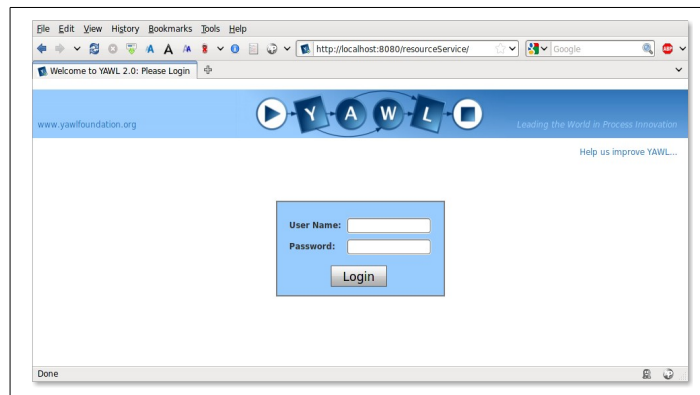 File Edit View History Bookmarks Tools Help
http://localhost:8080/resourceService/ Google
Welcome to YAWL 2.0: Please Login
www.yawlfoundation.org YAWL Leading the World in Process Innovation
Help us improve YAWL...
User Name:
Password:
Login
Done